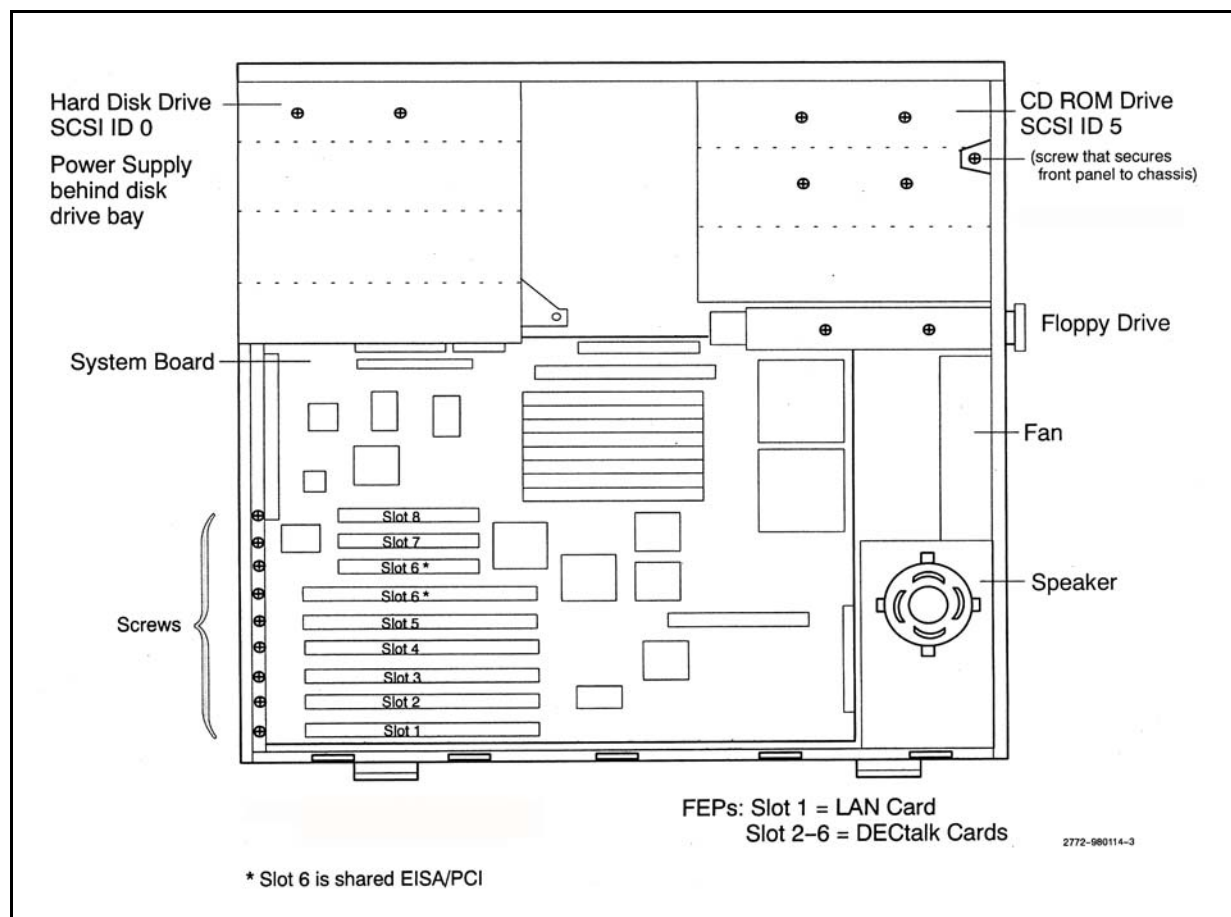 Hard Disk Drive
SCSI ID 0
Power Supply
behind disk
drive bay
CD ROM Drive
SCSI ID 5
(screw that secures
front panel to chassis)
Floppy Drive
System Board
Fan
Slot 8
Slot 7
Slot 6 *
Slot 6 *
Speaker
Screws
Slot 5
Slot 4
Slot 3
Slot 2
Slot 1
FEPs: Slot 1 = LAN Card
Slot 2–6 = DECtalk Cards
2772-980114-3
* Slot 6 is shared EISA/PCI